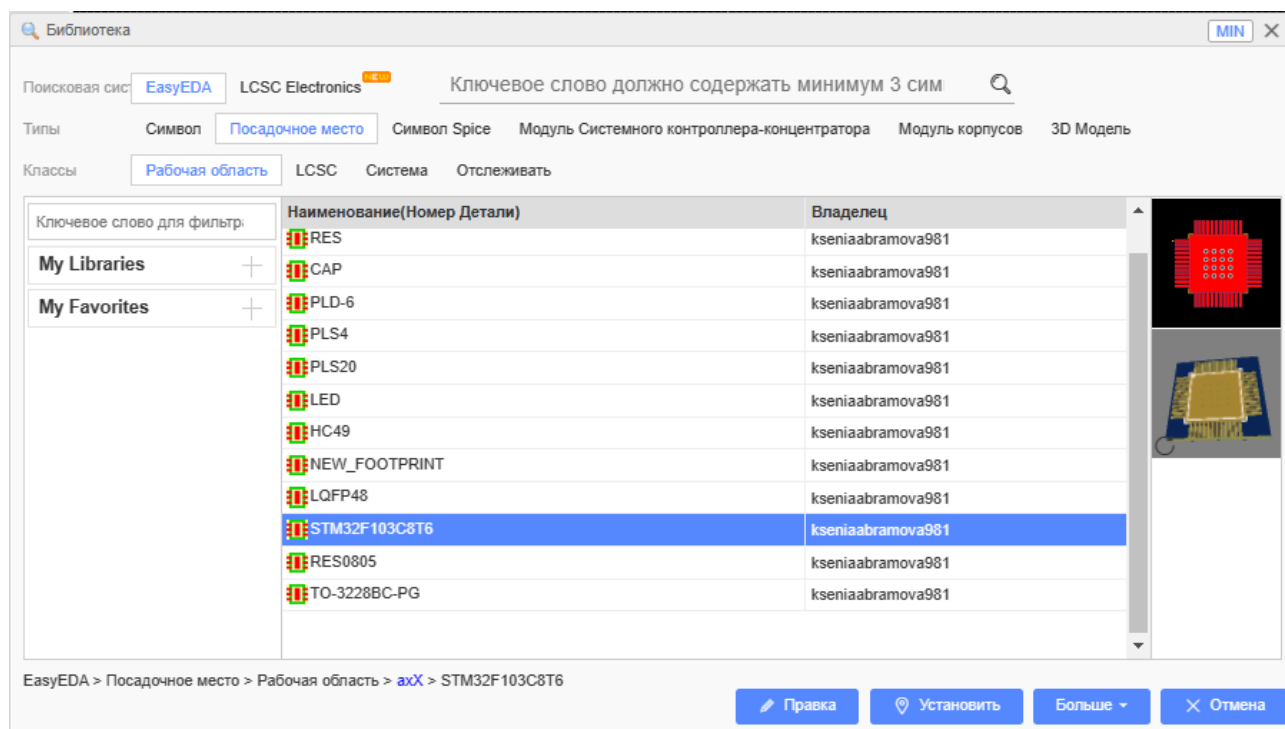 Библиотека MIN
Поисковая сис EasyEDA LCSC Electronics NEW Ключевое слово должно содержать минимум 3 сим
Типы Символ Посадочное место Символ Spice Модуль Системного контроллера-концентратора Модуль корпусов 3D Модель
Классы Рабочая область LCSC Система Отслеживать
Ключевое слово для фильтр
My Libraries
My Favorites
Наименование(Номер Детали) Владелец
RES kseniaabramova981
CAP kseniaabramova981
PLD-6 kseniaabramova981
PLS4 kseniaabramova981
PLS20 kseniaabramova981
LED kseniaabramova981
HC49 kseniaabramova981
NEW_FOOTPRINT kseniaabramova981
LQFP48 kseniaabramova981
STM32F103C8T6 kseniaabramova981
RES0805 kseniaabramova981
TO-3228BC-PG kseniaabramova981
EasyEDA > Посадочное место > Рабочая область > axX > STM32F103C8T6
Правка Установить Больше Отмена